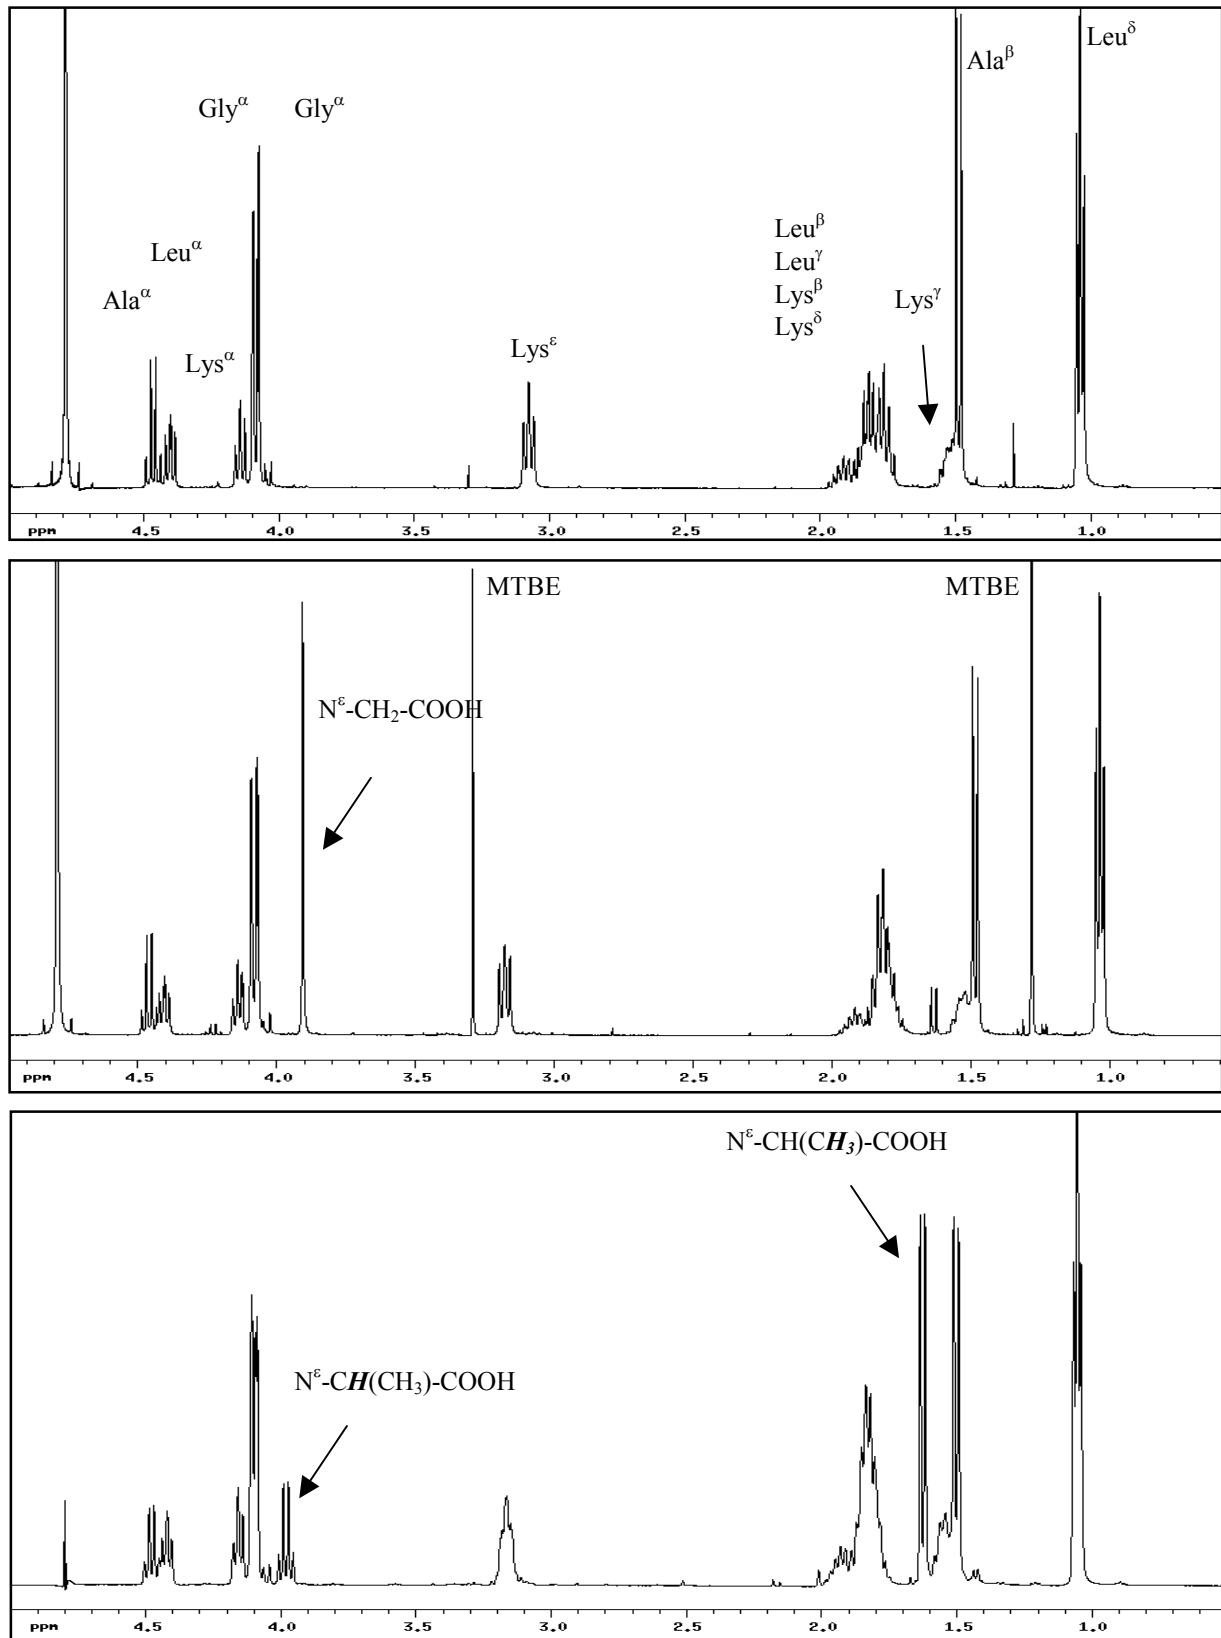 Ala^β
Leu^δ
Gly^α Gly^α
Leu^α
Ala^α
Lys^α
Lys^ε
Leu^β
Leu^γ
Lys^β
Lys^δ
Lys^γ
ppm 4.5 4.0 3.5 3.0 2.5 2.0 1.5 1.0
MTBE MTBE
N^ε-CH₂-COOH
ppm 4.5 4.0 3.5 3.0 2.5 2.0 1.5 1.0
N^ε-CH(CH₃)-COOH
N^ε-CH(CH₃)-COOH
ppm 4.5 4.0 3.5 3.0 2.5 2.0 1.5 1.0